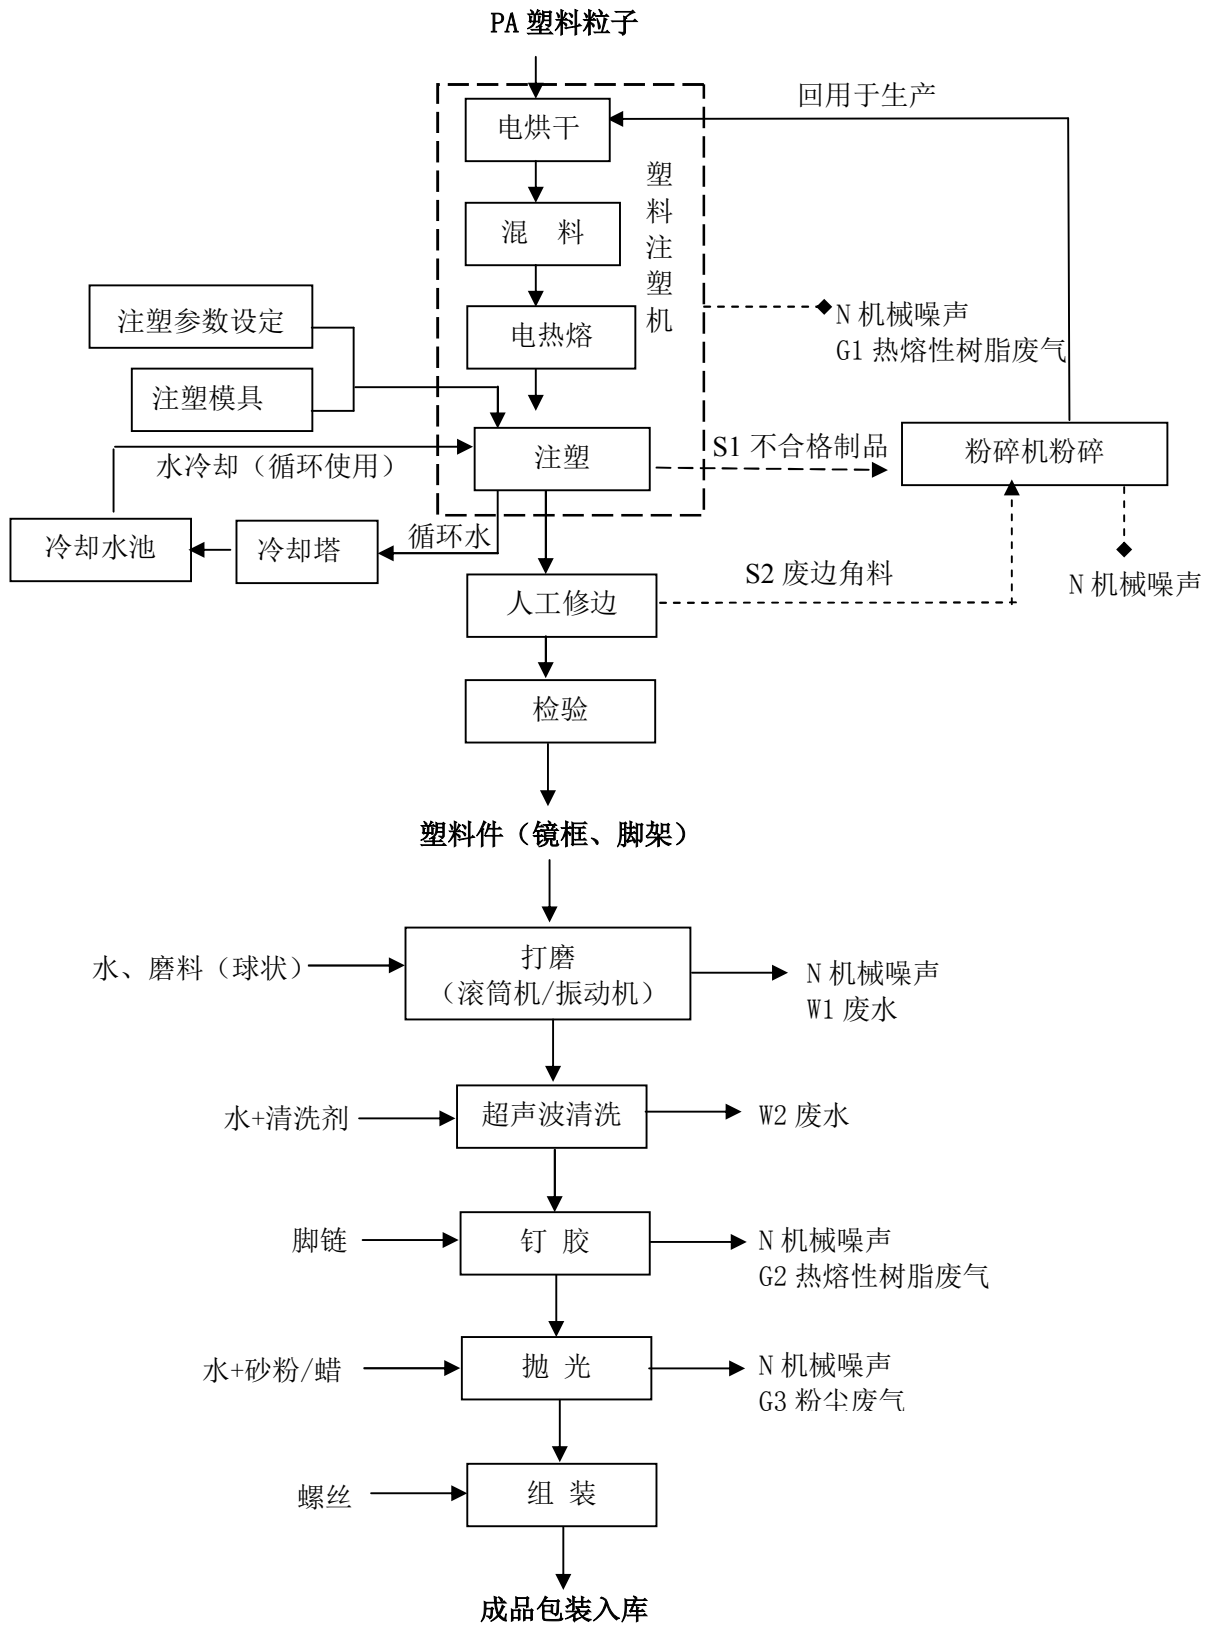 PA 塑料粒子
回用于生产
电烘干
塑料注塑机
混 料
注塑参数设定
电热熔
N 机械噪声
G1 热熔性树脂废气
注塑模具
S1 不合格制品
粉碎机粉碎
注塑
水冷却（循环使用）
循环水
冷却水池
冷却塔
S2 废边角料
N 机械噪声
人工修边
检验
塑料件（镜框、脚架）
水、磨料（球状）
打磨
（滚筒机/振动机）
N 机械噪声
W1 废水
水+清洗剂
超声波清洗
W2 废水
脚链
钉 胶
N 机械噪声
G2 热熔性树脂废气
水+砂粉/蜡
抛 光
N 机械噪声
G3 粉尘废气
螺丝
组 装
成品包装入库